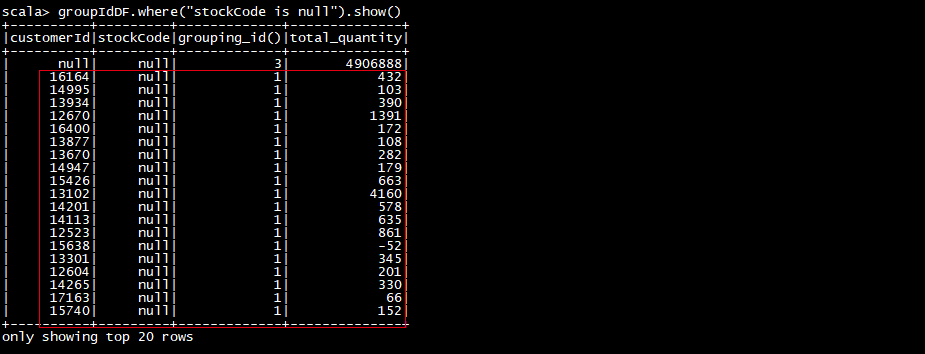 scala> groupIdDF.where("stockCode is null").show()
+----------+---------+-------------+--------------+
|customerId|stockCode|grouping_id()|total_quantity|
+----------+---------+-------------+--------------+
|      null|     null|            3|       4906888|
|     16164|     null|            1|           432|
|     14995|     null|            1|           103|
|     13934|     null|            1|           390|
|     12670|     null|            1|          1391|
|     16400|     null|            1|           172|
|     13877|     null|            1|           108|
|     13670|     null|            1|           282|
|     14947|     null|            1|           179|
|     15426|     null|            1|           663|
|     13102|     null|            1|          4160|
|     14201|     null|            1|           578|
|     14113|     null|            1|           635|
|     12523|     null|            1|           861|
|     15638|     null|            1|           -52|
|     13301|     null|            1|           345|
|     12604|     null|            1|           201|
|     14265|     null|            1|           330|
|     17163|     null|            1|            66|
|     15740|     null|            1|           152|
+----------+---------+-------------+--------------+
only showing top 20 rows